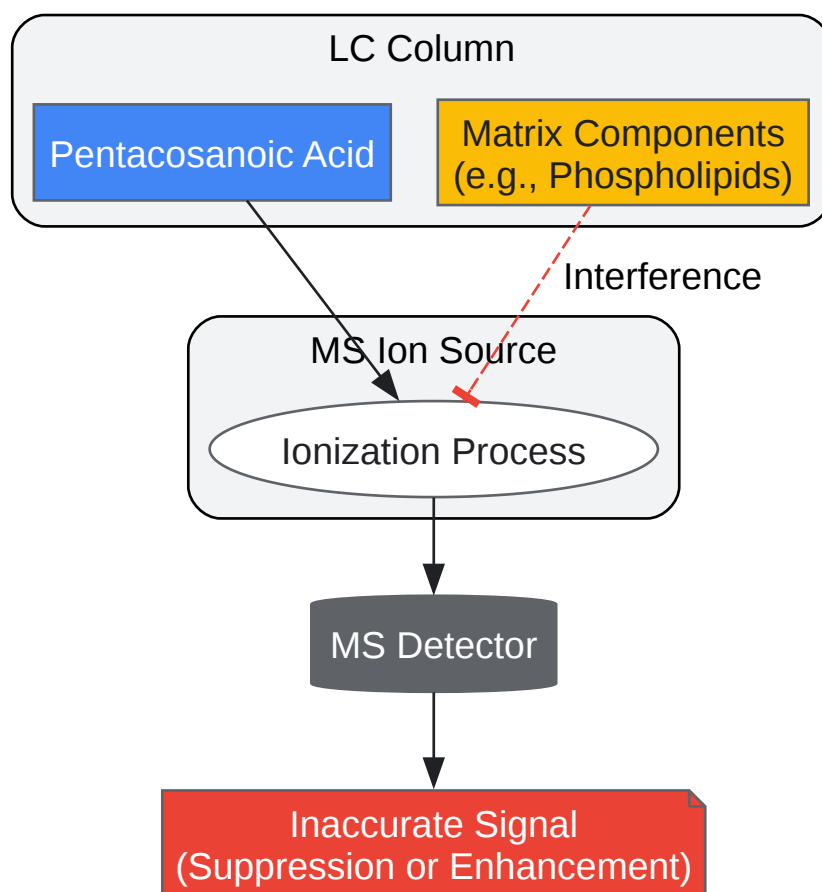 LC Column
Pentacosanoic Acid
Matrix Components
(e.g., Phospholipids)
Interference
MS Ion Source
Ionization Process
MS Detector
Inaccurate Signal
(Suppression or Enhancement)